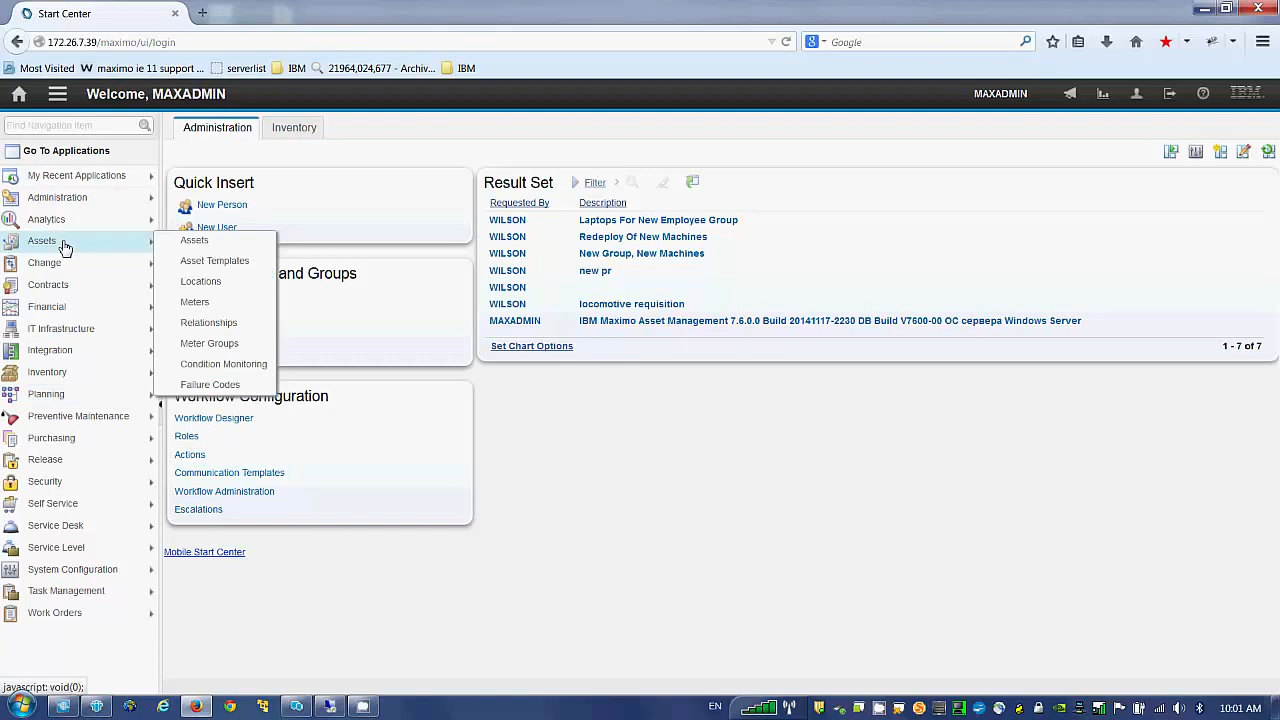 Start Center
172.26.7.39/maximo/ui/login
Google
Most Visited
maximo ie 11 support ...
serverlist
IBM
21964,024,677 - Archiv...
IBM
Welcome, MAXADMIN
MAXADMIN
IBM
Find Navigation Item
Go To Applications
My Recent Applications
Administration
Analytics
Assets
Change
Contracts
Financial
IT Infrastructure
Integration
Inventory
Planning
Preventive Maintenance
Purchasing
Release
Security
Self Service
Service Desk
Service Level
System Configuration
Task Management
Work Orders
Assets
Asset Templates
Locations
Meters
Relationships
Meter Groups
Condition Monitoring
Failure Codes
Administration
Inventory
Quick Insert
New Person
New User
and Groups
Workflow Configuration
Workflow Designer
Roles
Actions
Communication Templates
Workflow Administration
Escalations
Mobile Start Center
Result Set
Filter
Requested By Description
WILSON Laptops For New Employee Group
WILSON Redeploy Of New Machines
WILSON New Group, New Machines
WILSON new pr
WILSON
WILSON locomotive requisition
MAXADMIN IBM Maximo Asset Management 7.6.0.0 Build 20141117-2230 DB Build V7600-00 ОС сервера Windows Server
Set Chart Options
1 - 7 of 7
javascript: void(0);
EN
10:01 AM